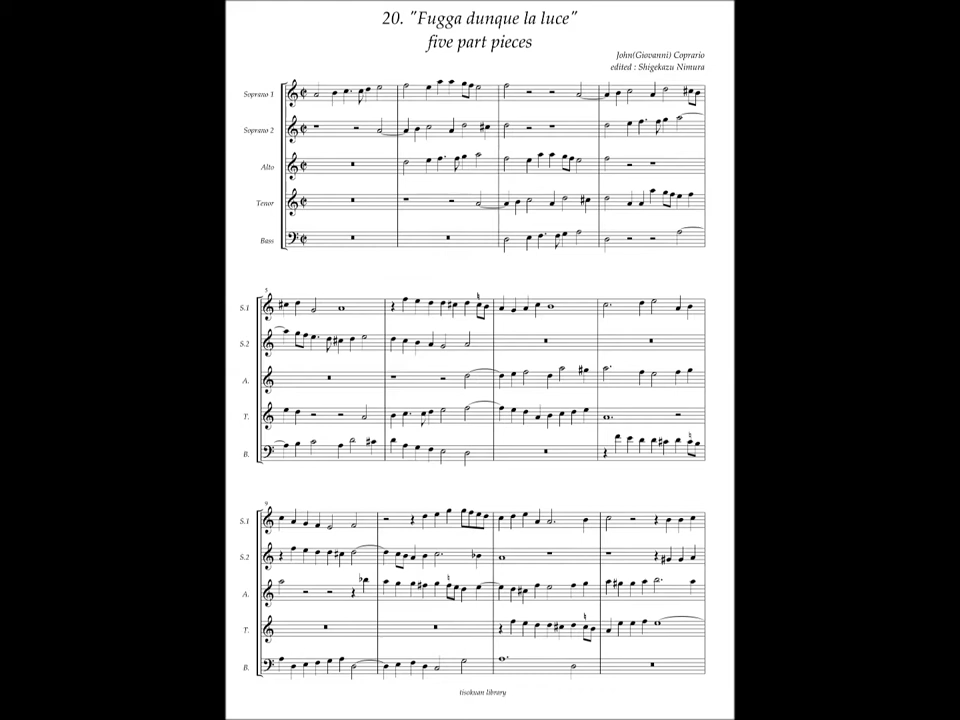 20. "Fugga dunque la luce"
five part pieces
John(Giovanni) Coprario
edited : Shigekazu Nimura
Soprano 1
Soprano 2
Alto
Tenor
Bass
5
S.1
S.2
A.
T.
B.
9
S.1
S.2
A.
T.
B.
tisokuan library